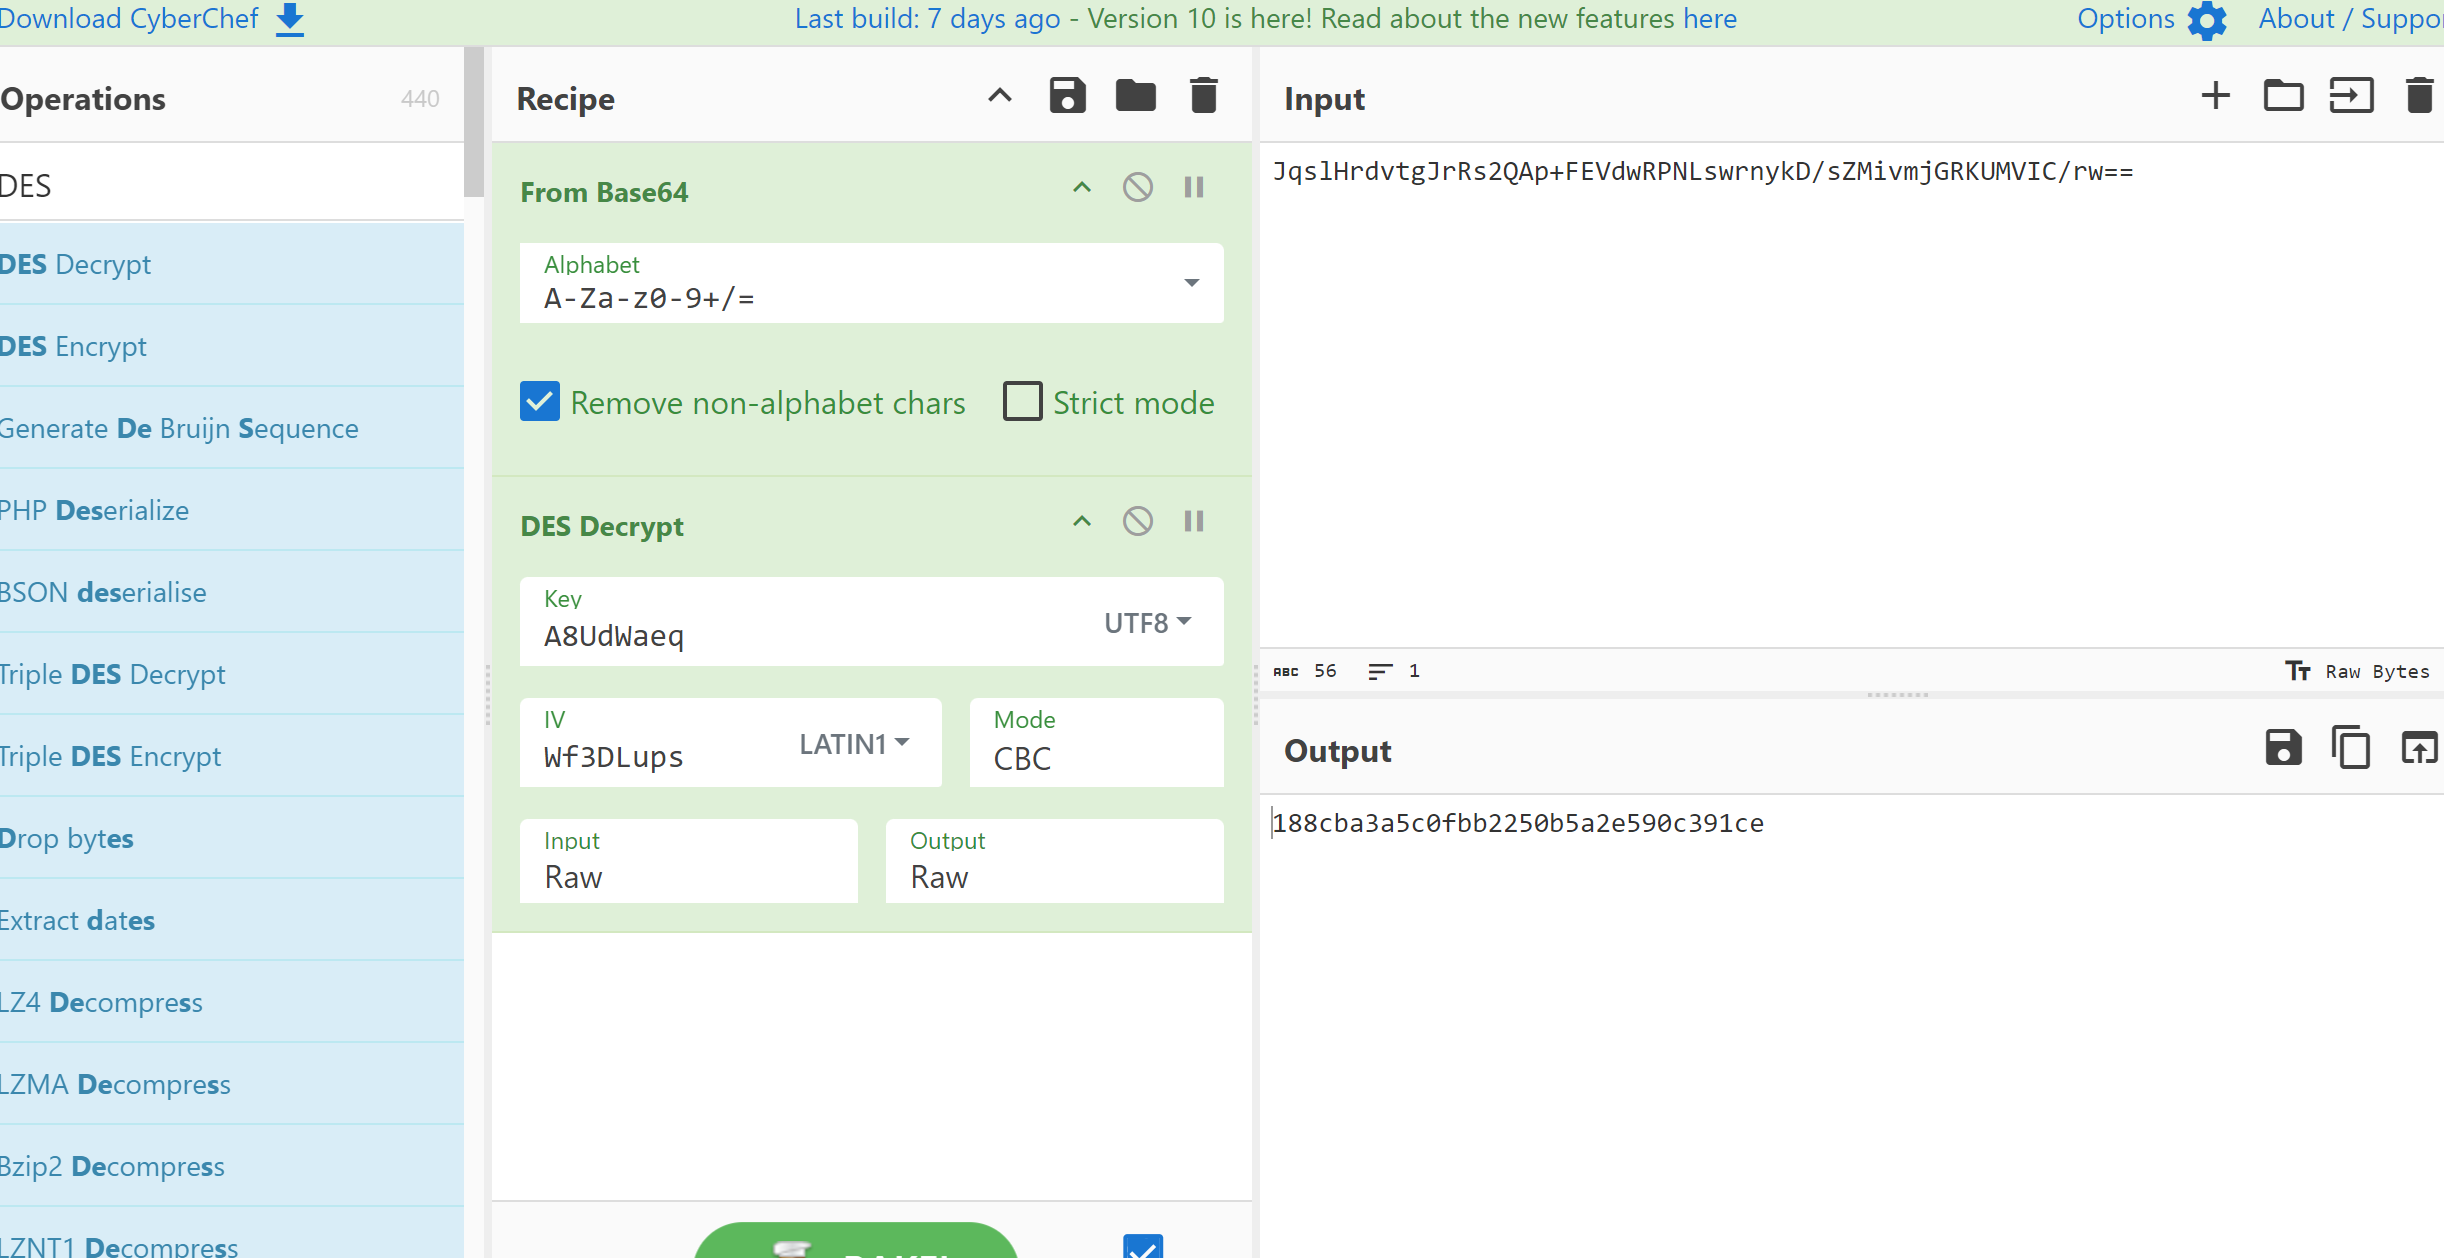 Download CyberChef
Last build: 7 days ago - Version 10 is here! Read about the new features here
Options
About / Suppor
Operations
440
DES
DES Decrypt
DES Encrypt
Generate De Bruijn Sequence
PHP Deserialize
BSON deserialise
Triple DES Decrypt
Triple DES Encrypt
Drop bytes
Extract dates
LZ4 Decompress
LZMA Decompress
Bzip2 Decompress
LZNT1 Decompress
Recipe
From Base64
Alphabet
A-Za-z0-9+/=
Remove non-alphabet chars
Strict mode
DES Decrypt
Key
A8UdWaeq
UTF8
IV
Wf3DLups
LATIN1
Mode
CBC
Input
Raw
Output
Raw
BAKE!
Input
JqslHrdvtgJrRs2QAp+FEVdwRPNLswrnykD/sZMivmjGRKUMVIC/rw==
ABC 56
1
Tт Raw Bytes
Output
188cba3a5c0fbb2250b5a2e590c391ce